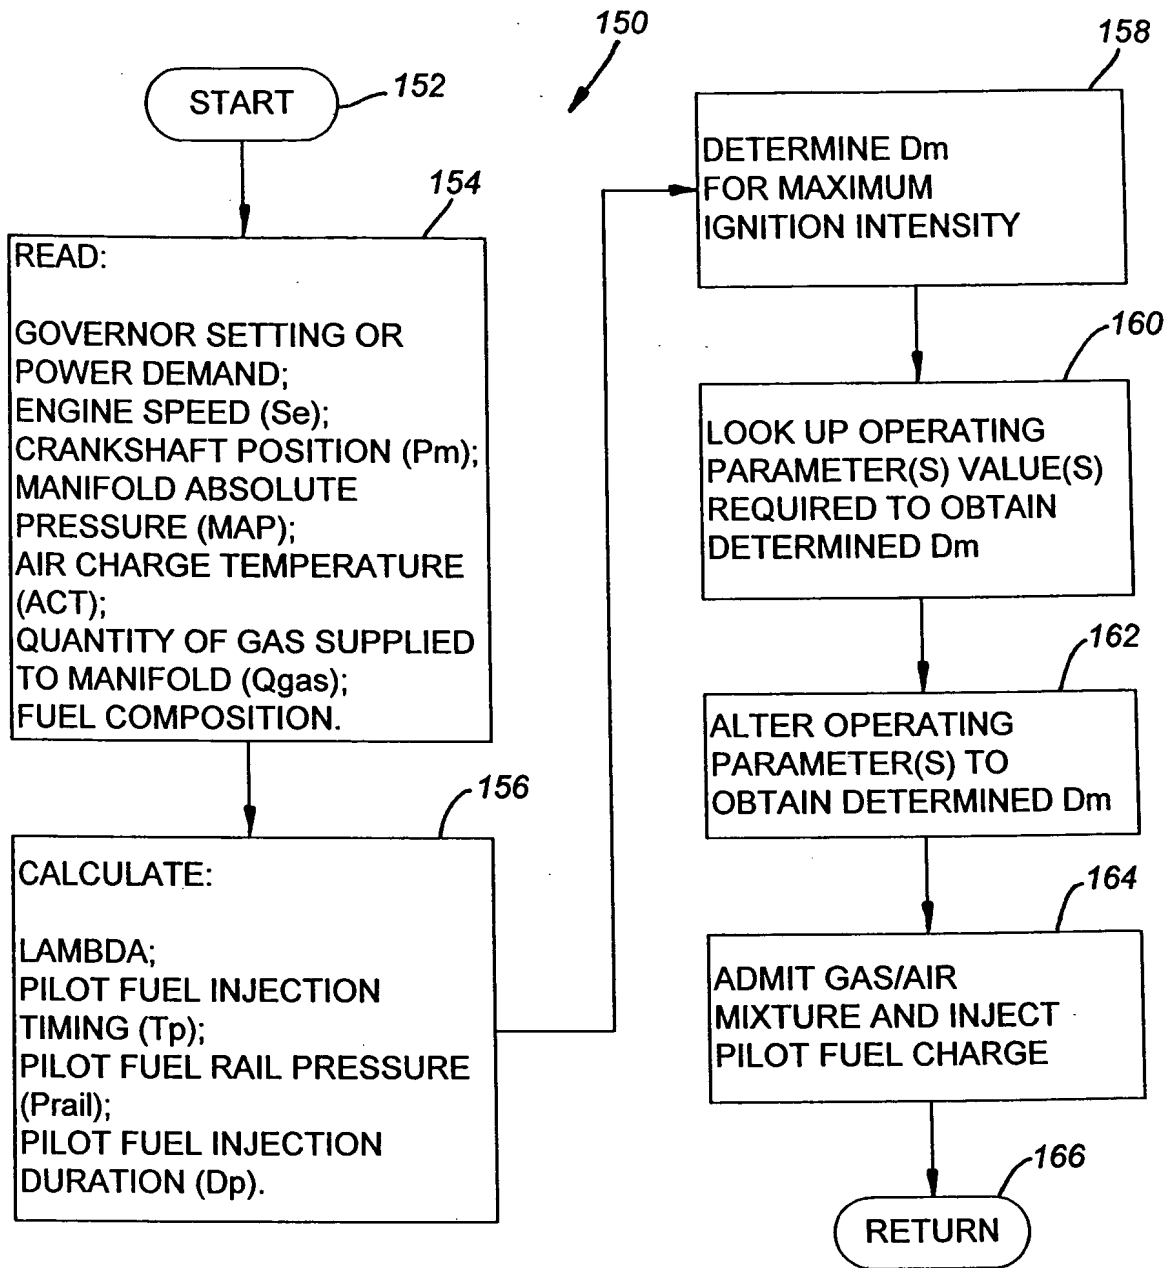 150
START
152
154
READ:
GOVERNOR SETTING OR
POWER DEMAND;
ENGINE SPEED (Se);
CRANKSHAFT POSITION (Pm);
MANIFOLD ABSOLUTE
PRESSURE (MAP);
AIR CHARGE TEMPERATURE
(ACT);
QUANTITY OF GAS SUPPLIED
TO MANIFOLD (Qgas);
FUEL COMPOSITION.
156
CALCULATE:
LAMBDA;
PILOT FUEL INJECTION
TIMING (Tp);
PILOT FUEL RAIL PRESSURE
(Prail);
PILOT FUEL INJECTION
DURATION (Dp).
158
DETERMINE Dm
FOR MAXIMUM
IGNITION INTENSITY
160
LOOK UP OPERATING
PARAMETER(S) VALUE(S)
REQUIRED TO OBTAIN
DETERMINED Dm
162
ALTER OPERATING
PARAMETER(S) TO
OBTAIN DETERMINED Dm
164
ADMIT GAS/AIR
MIXTURE AND INJECT
PILOT FUEL CHARGE
166
RETURN